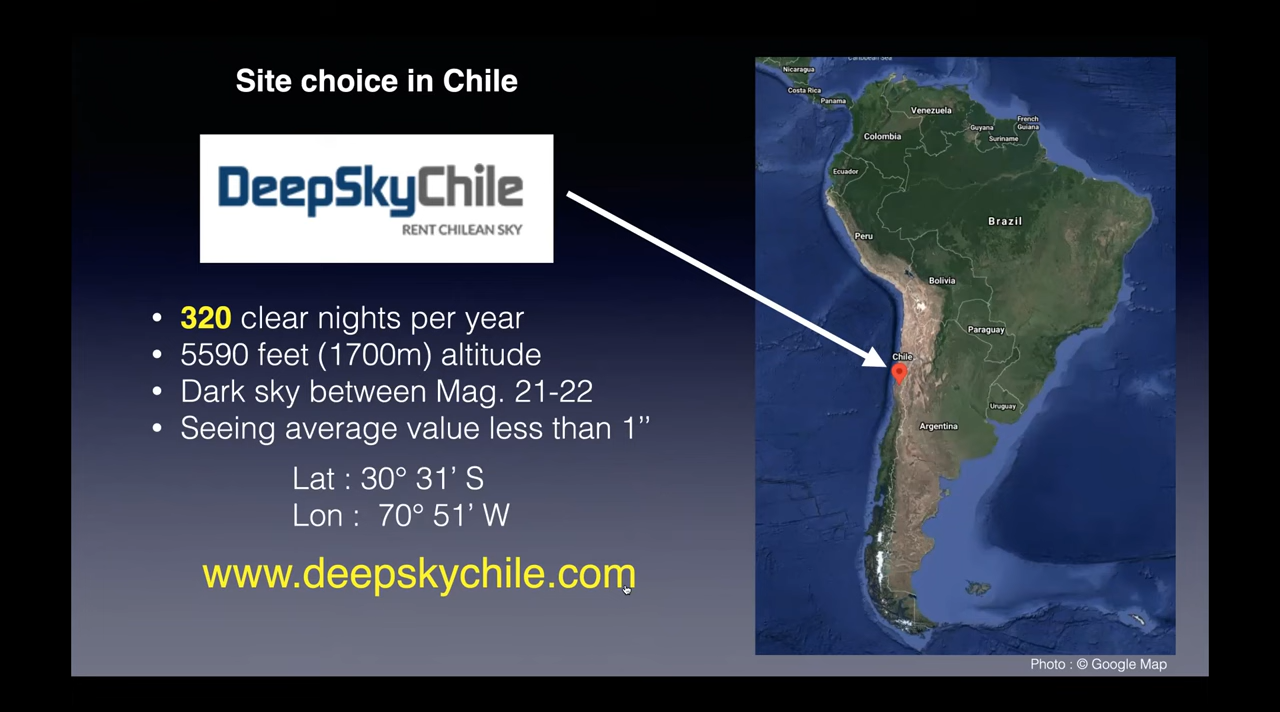 Site choice in Chile
DeepSkyChile
RENT CHILEAN SKY
• 320 clear nights per year
• 5590 feet (1700m) altitude
• Dark sky between Mag. 21-22
• Seeing average value less than 1’’
Lat : 30° 31’ S
Lon : 70° 51’ W
www.deepskychile.com
Caribbean Sea
Nicaragua
Costa Rica
Panama
Venezuela
Colombia
Guyana
Suriname
French
Guiana
Ecuador
Brazil
Peru
Bolivia
Paraguay
Chile
Uruguay
Argentina
Photo : © Google Map